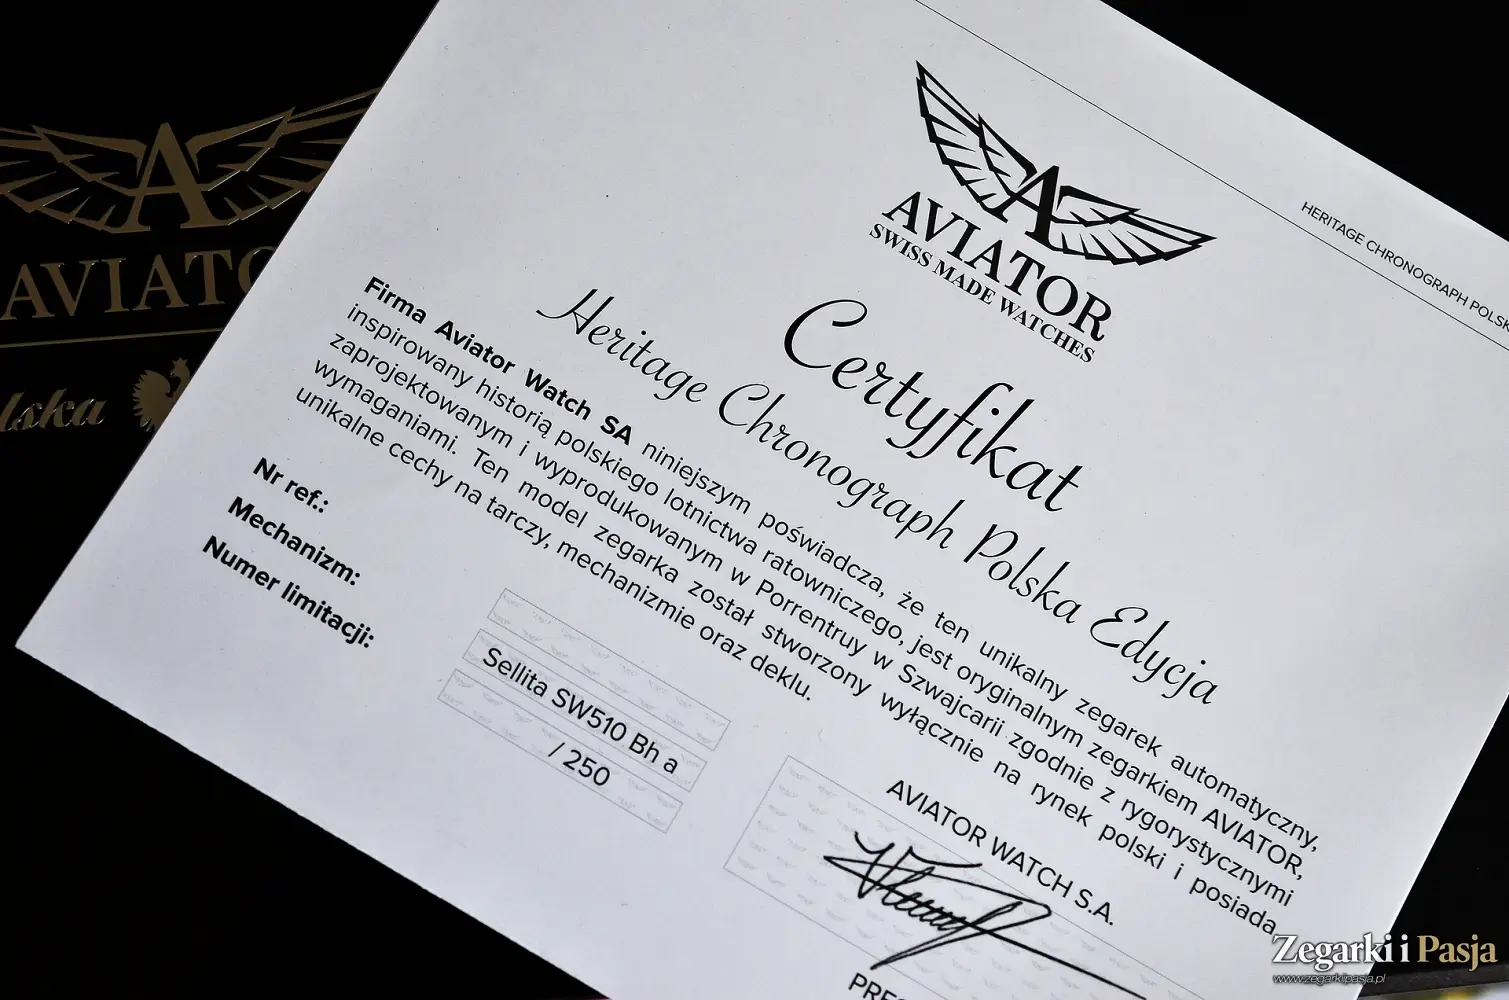 A
AVIATOR
SWISS MADE WATCHES
HERITAGE CHRONOGRAPH
Certyfikat
Heritage Chronograph Polska Edycja
Firma Aviator Watch SA niniejszym poświadcza, że ten unikalny zegarek automatyczny,
inspirowany historią polskiego lotnictwa ratowniczego, jest oryginalnym zegarkiem AVIATOR,
zaprojektowanym i wyprodukowanym w Porrentruy w Szwajcarii zgodnie z rygorystycznymi
wymaganiami. Ten model zegarka został stworzony wyłącznie na rynek polski i posiada
unikalne cechy na tarczy, mechanizmie oraz deklu.
Nr ref.:
Mechanizm: Sellita SW510 Bh a
Numer limitacji: / 250
AVIATOR WATCH S.A.
A
Zegarki i Pasja
www.zegarkiipasja.pl